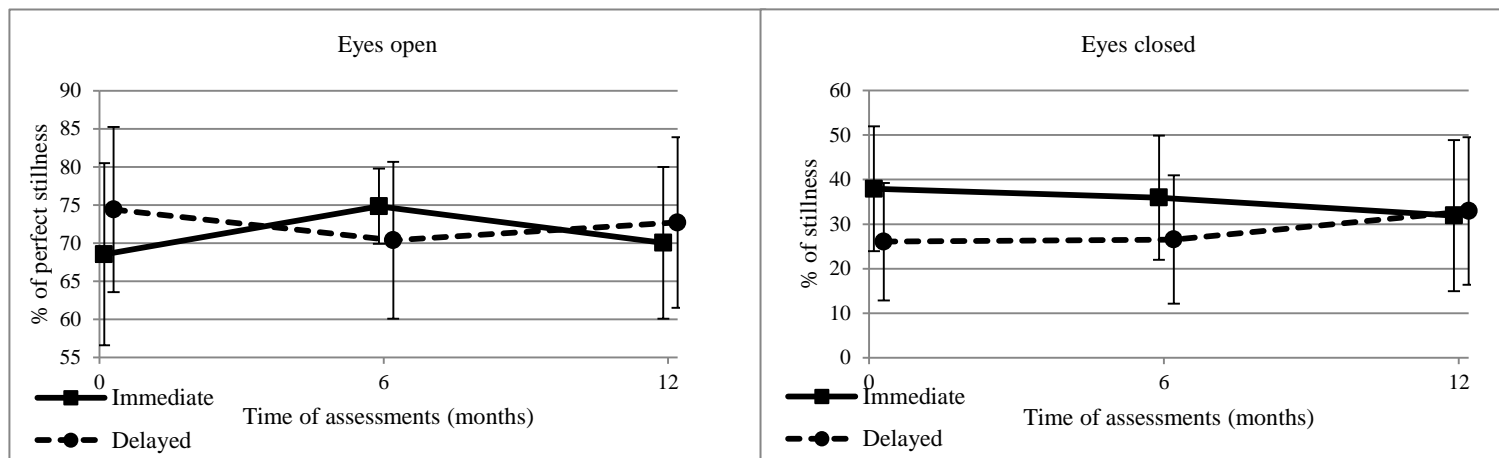 Eyes open
% of perfect stillness
90
85
80
75
70
65
60
55
0
6
12
Time of assessments (months)
Immediate
Delayed
Eyes closed
% of stillness
60
50
40
30
20
10
0
0
6
12
Time of assessments (months)
Immediate
Delayed